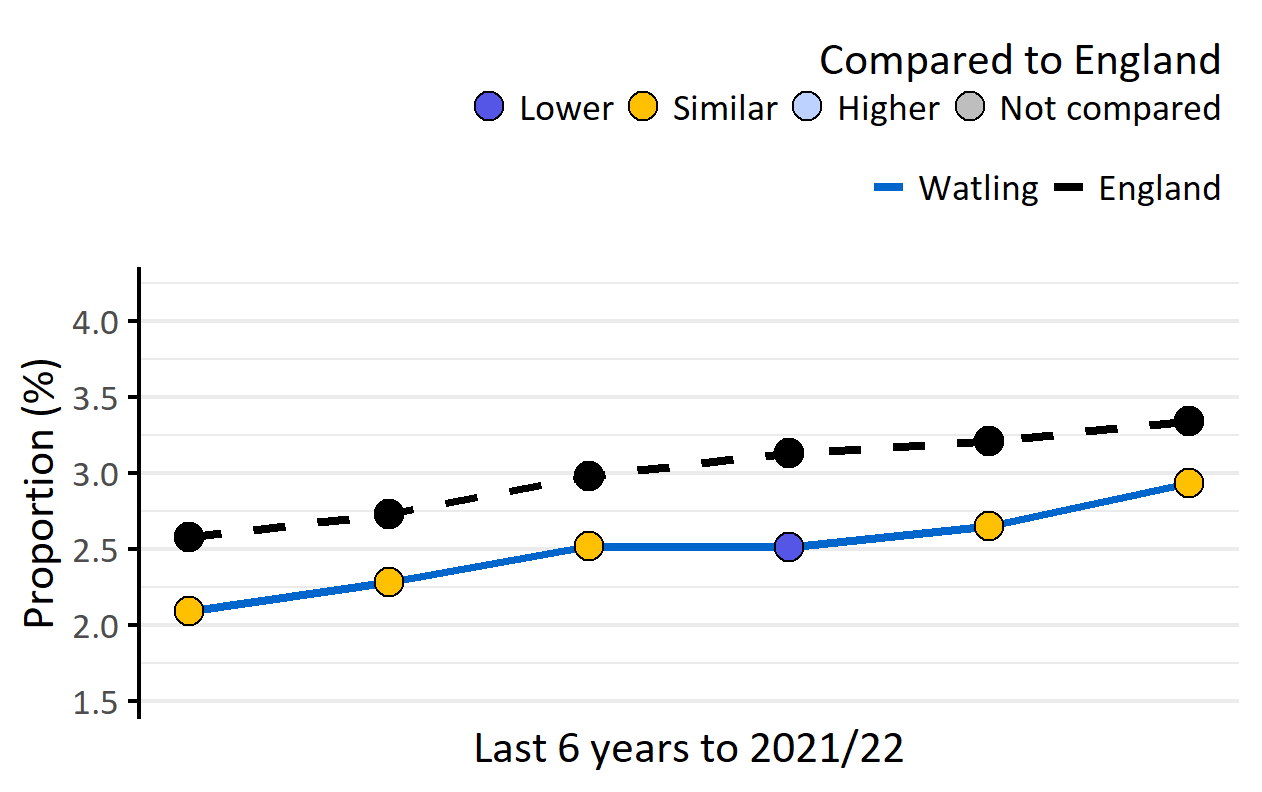 Compared to England
Lower Similar Higher Not compared
Watling England
Proportion (%)
4.0
3.5
3.0
2.5
2.0
1.5
Last 6 years to 2021/22